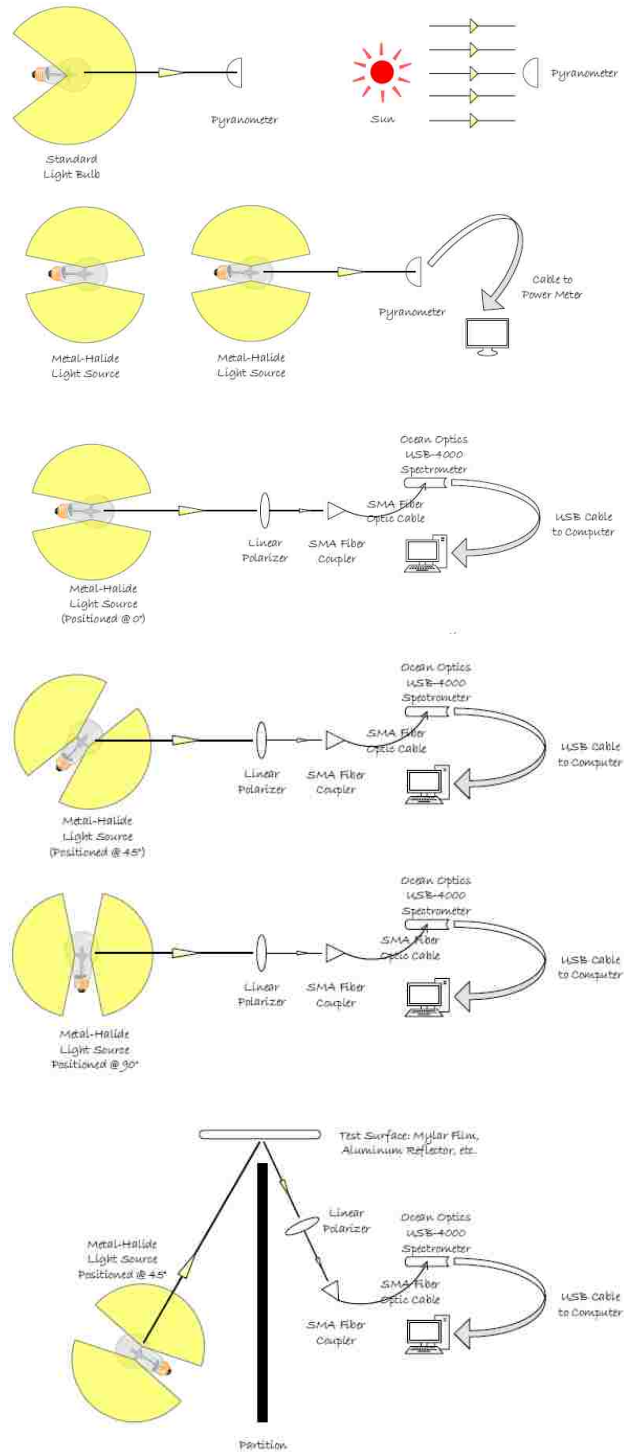 Pyranometer
Standard
Light Bulb
Sun
Pyranometer
Metal-Halide
Light Source
Metal-Halide
Light Source
Pyranometer
Cable to
Power Meter
Metal-Halide
Light Source
(Positioned @ 0°)
Linear
Polarizer
SMA Fiber
Coupler
SMA Fiber
Optic Cable
Ocean Optics
USB-4000
Spectrometer
USB Cable
to Computer
Metal-Halide
Light Source
(Positioned @ 45°)
Linear
Polarizer
SMA Fiber
Coupler
SMA Fiber
Optic Cable
Ocean Optics
USB-4000
Spectrometer
USB Cable
to Computer
Metal-Halide
Light Source
Positioned @ 90°
Linear
Polarizer
SMA Fiber
Coupler
SMA Fiber
Optic Cable
Ocean Optics
USB-4000
Spectrometer
USB Cable
to Computer
Test Surface: Mylar Film,
Aluminum Reflector, etc.
Metal-Halide
Light Source
Positioned @ 45°
Linear
Polarizer
SMA Fiber
Coupler
SMA Fiber
Optic Cable
Ocean Optics
USB-4000
Spectrometer
USB Cable
to Computer
Partition